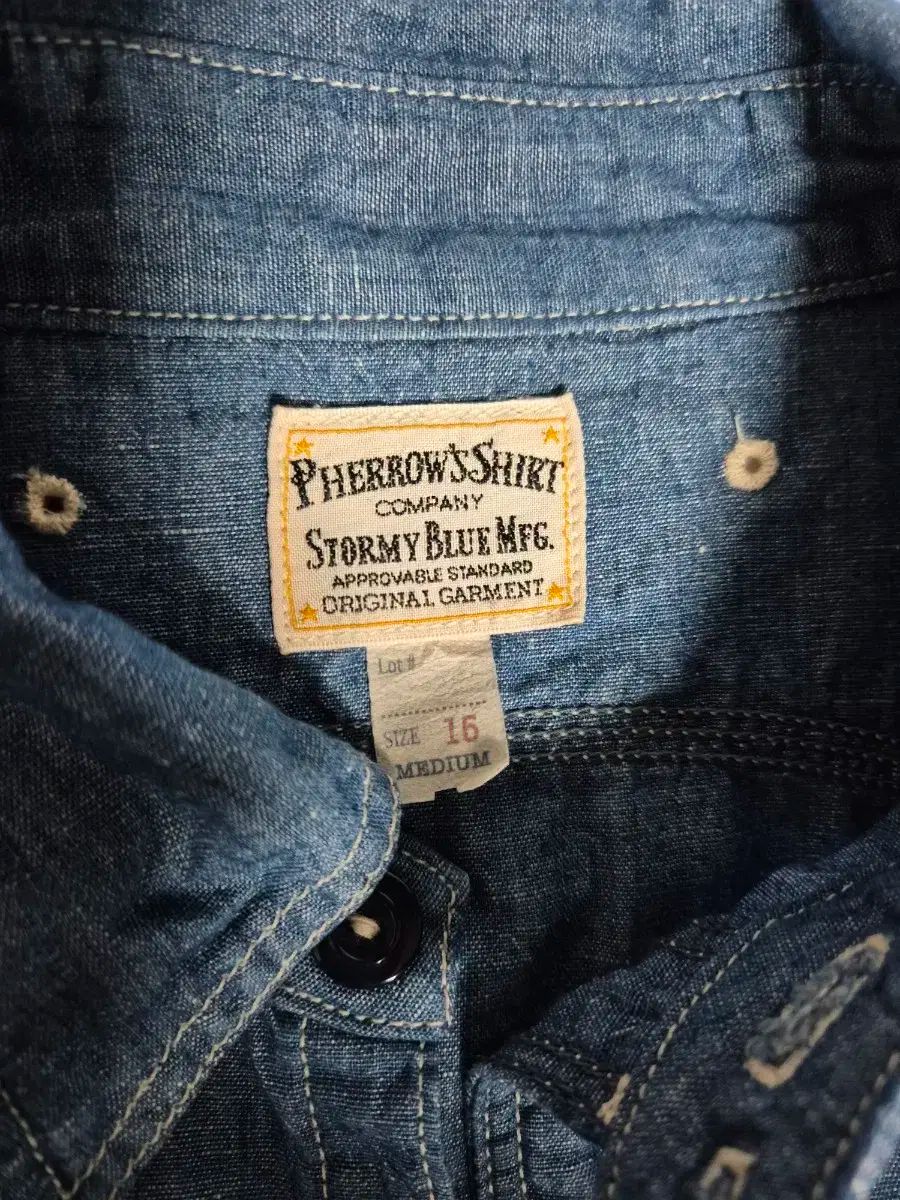 PHERROW'S SHIRT
COMPANY
STORMY BLUE MFG.
APPROVABLE STANDARD
ORIGINAL GARMENT
Lot #
SIZE 16
MEDIUM